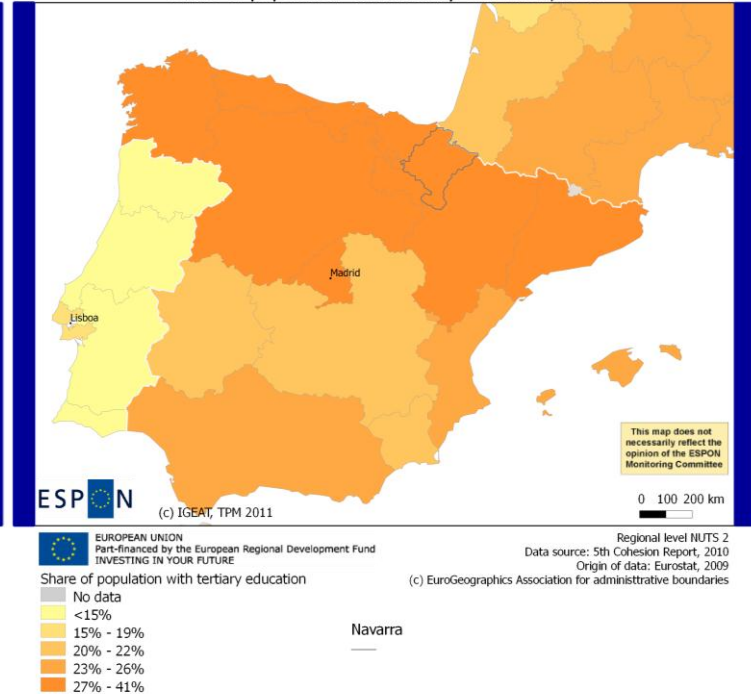 Madrid
Lisboa
This map does not
necessarily reflect the
opinion of the ESPON
Monitoring Committee
ESPON
(c) IGEAT, TPM 2011
0 100 200 km
EUROPEAN UNION
Part-financed by the European Regional Development Fund
INVESTING IN YOUR FUTURE
Regional level NUTS 2
Data source: 5th Cohesion Report, 2010
Origin of data: Eurostat, 2009
(c) EuroGeographics Association for administrative boundaries
Share of population with tertiary education
No data
<15%
15% - 19%
20% - 22%
23% - 26%
27% - 41%
Navarra